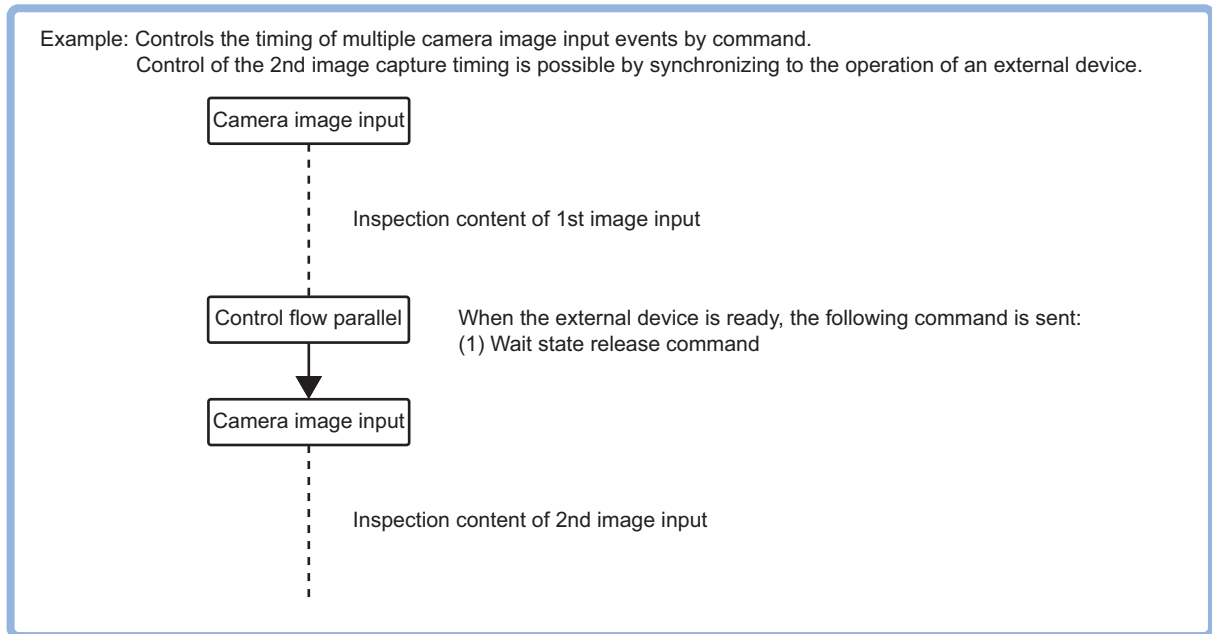 Example: Controls the timing of multiple camera image input events by command.
Control of the 2nd image capture timing is possible by synchronizing to the operation of an external device.
Camera image input
Inspection content of 1st image input
Control flow parallel
When the external device is ready, the following command is sent:
(1) Wait state release command
Camera image input
Inspection content of 2nd image input